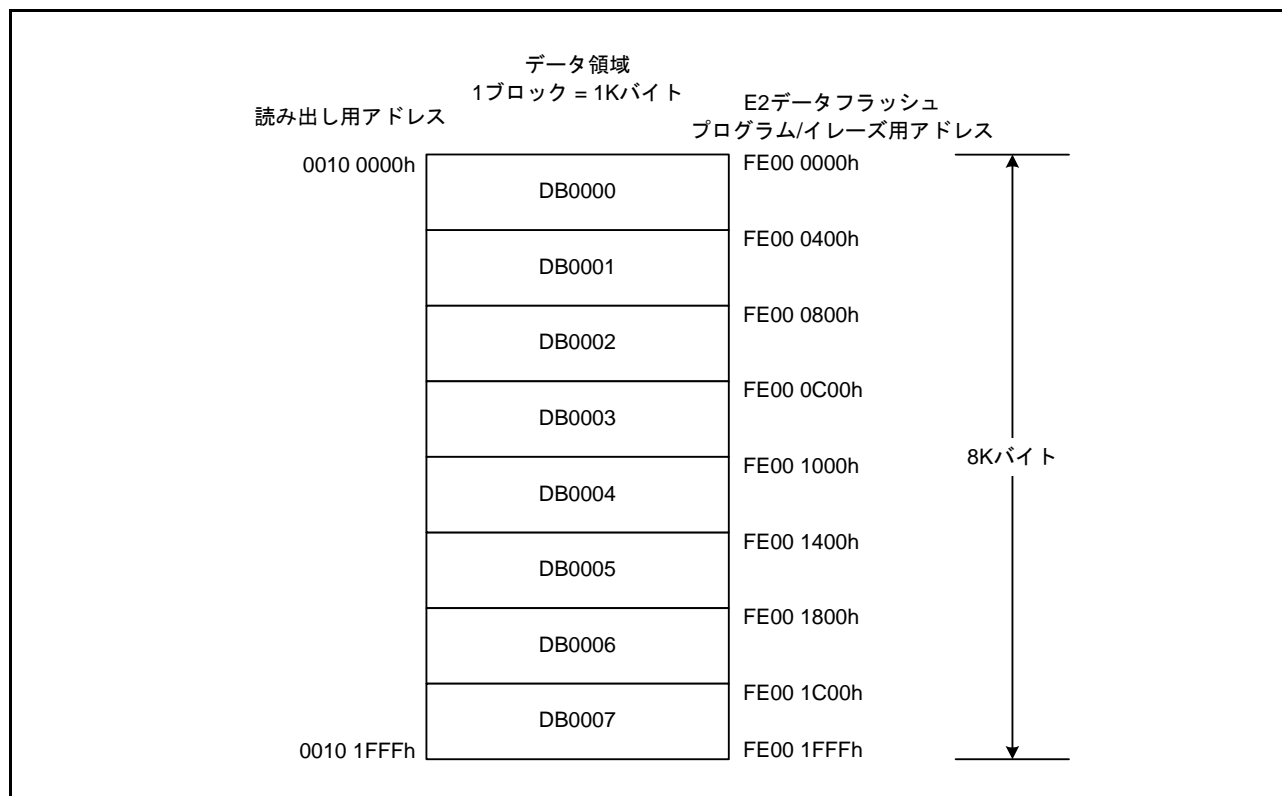 データ領域
1ブロック = 1Kバイト
読み出し用アドレス
E2データフラッシュ
プログラム/イレーズ用アドレス
0010 0000h
DB0000
FE00 0000h
FE00 0400h
DB0001
FE00 0800h
DB0002
FE00 0C00h
DB0003
FE00 1000h
8Kバイト
DB0004
FE00 1400h
DB0005
FE00 1800h
DB0006
FE00 1C00h
DB0007
0010 1FFFh
FE00 1FFFh